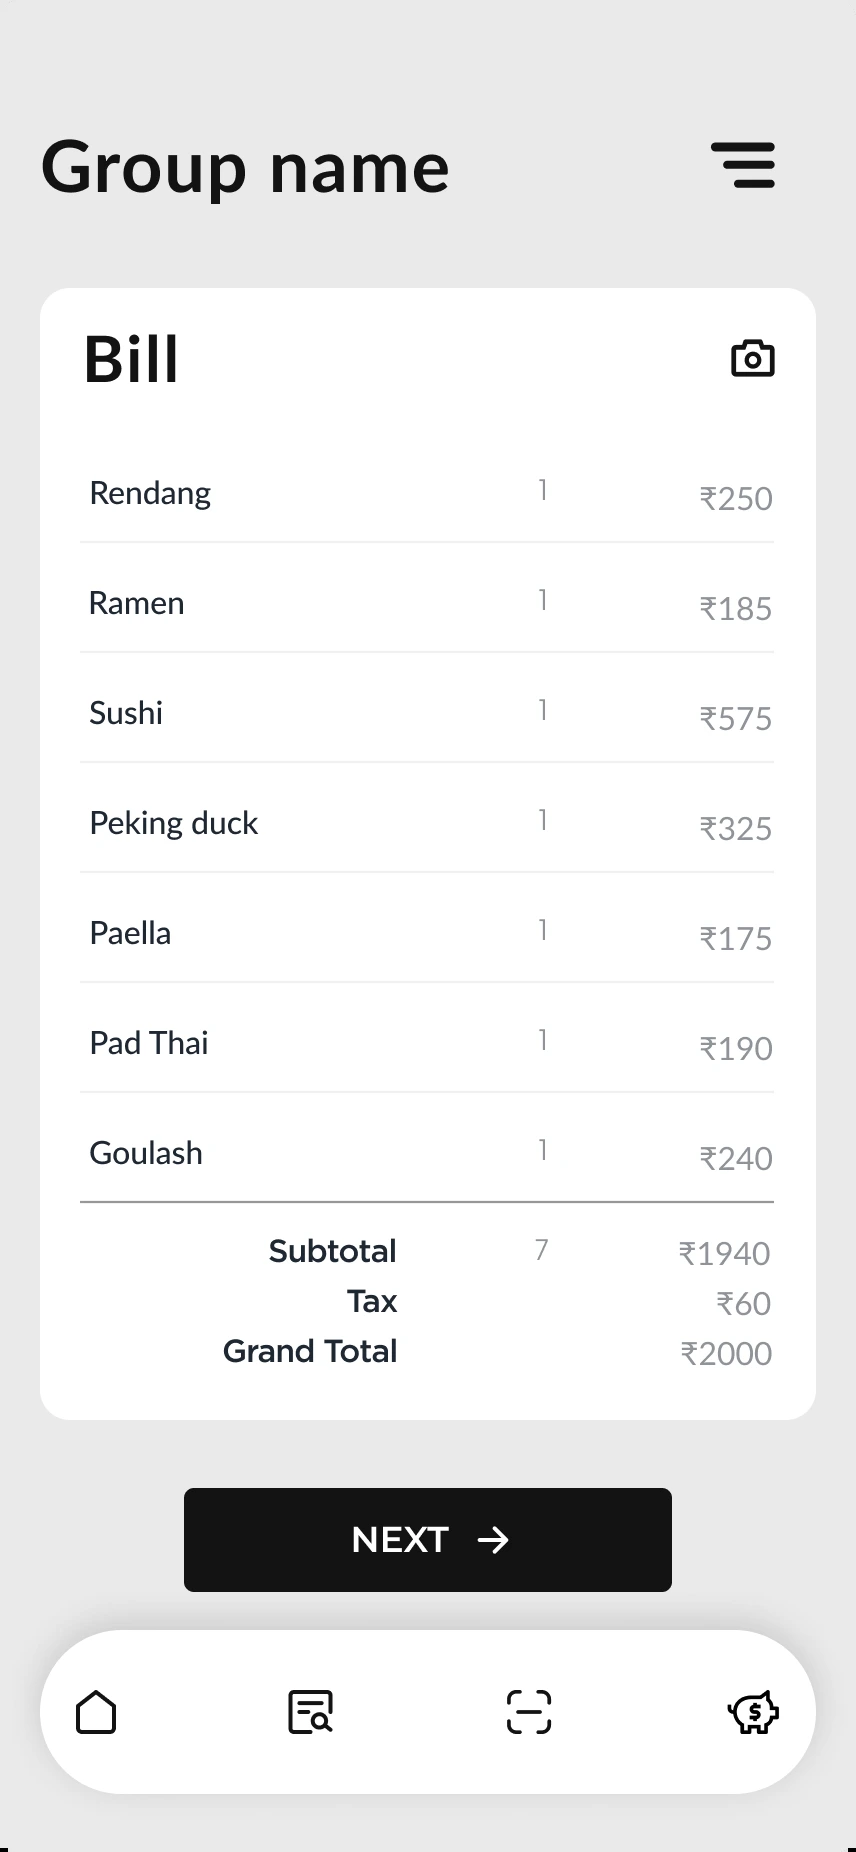 Group name
Bill
Rendang 1 ₹250
Ramen 1 ₹185
Sushi 1 ₹575
Peking duck 1 ₹325
Paella 1 ₹175
Pad Thai 1 ₹190
Goulash 1 ₹240
Subtotal 7 ₹1940
Tax ₹60
Grand Total ₹2000
NEXT →
$